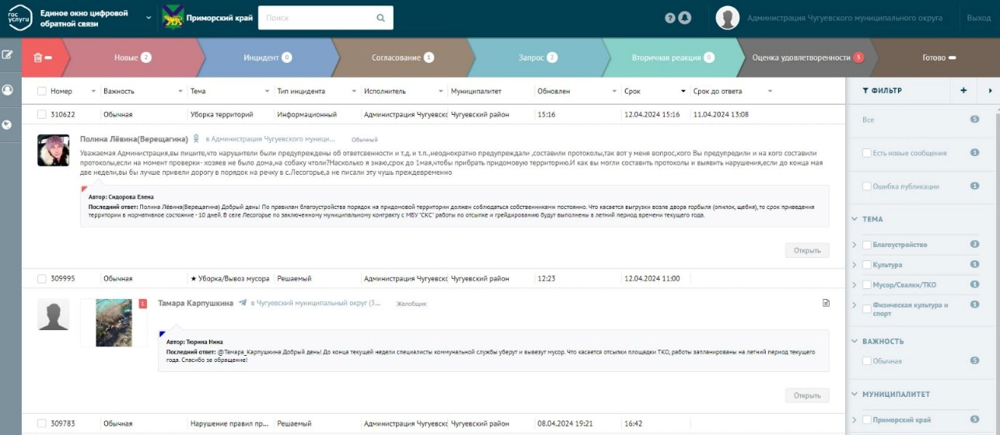 гос услуги
Единое окно цифровой
обратной связи
Приморский край
Поиск
Администрация Чугуевского муниципального округа
Выход
Новые 2
Инцидент 0
Согласование 1
Запрос 2
Вторичная реакция 0
Оценка удовлетворенности 5
Готово
Номер Важность Тема Тип инцидента Исполнитель Муниципалитет Обновлен Срок Срок до ответа
310622 Обычная Уборка территорий Информационный Администрация Чугуевскс Чугуевский район 15:16 12.04.2024 15:16 11.04.2024 13:08
Полина Лёвина(Верещагина) в Администрация Чугуевского муници... Обычный
Уважаемая Администрация,вы пишите,что нарушители были предупреждены об ответсвенности и т.д. и т.п.,неоднократно предупреждали ,составили протоколы,так вот у меня вопрос,кого Вы предупредили и на кого составили
протоколы,если на момент проверки- хозяев не было дома,на собаку чтоли?Насколько я знаю,срок до 1мая,чтобы прибрать придомовую территорию.И как вы могли составить протоколы и выявить нарушения,если до конца мая
две недели,вы бы лучше привели дорогу в порядок на речку в с.Лесогорье,а не писали эту чушь преждевременно
Автор: Сидорова Елена
Последний ответ: Полина Лёвина(Верещагина) Добрый день! По правилам благоустройства порядок на придомовой территории должен соблюдаться собственниками постоянно. Что касается выгрузки возле двора горбыля (опилок, щебня), то срок приведения
территории в нормативное состояние - 10 дней. В селе Лесогорье по заключенному муниципальному контракту с МБУ "СКС" работы по отсыпке и грейдированию будут выполнены в летний период времени текущего года.
Открыть
309995 Обычная ★ Уборка/Вывоз мусора Решаемый Администрация Чугуевскс Чугуевский район 12:23 12.04.2024 11:00
1
Тамара Карпушкина в Чугуевский муниципальный округ (3... Жалобщик
Автор: Тюрина Нина
Последний ответ: @Тамара_Карпушкина Добрый день! До конца текущей недели специалисты коммунальной службы уберут и вывезут мусор. Что касается отсыпки площадки ТКО, работы запланированы на летний период текущего
года. Спасибо за обращение!
Открыть
309783 Обычная Нарушение правил пр... Решаемый Администрация Чугуевскс Чугуевский район 08.04.2024 19:21 16:42
ФИЛЬТР +
Все 5
Есть новые сообщения 1
Ошибка публикации 1
ТЕМА
Благоустройство 2
Культура 1
Мусор/Свалки/ТКО 1
Физическая культура и 1
спорт
ВАЖНОСТЬ
Обычная 5
МУНИЦИПАЛИТЕТ
Приморский край 5